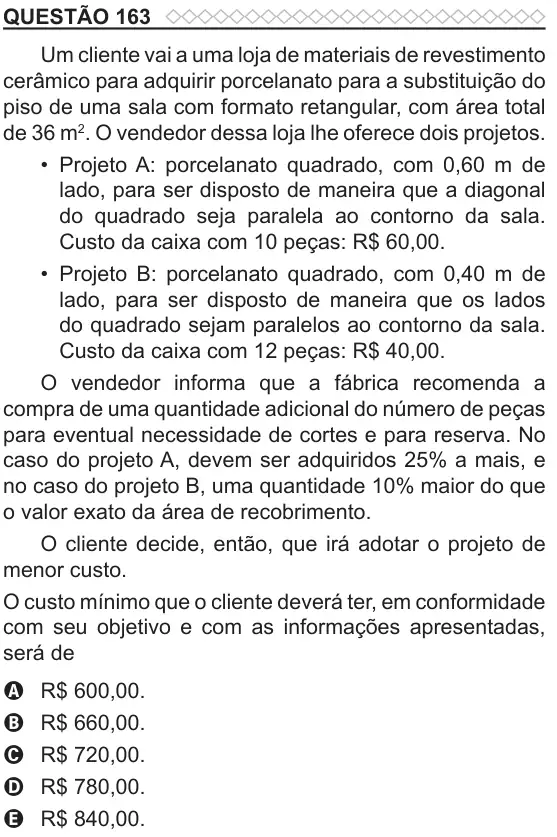 QUESTÃO 163
Um cliente vai a uma loja de materiais de revestimento
cerâmico para adquirir porcelanato para a substituição do
piso de uma sala com formato retangular, com área total
de 36 m². O vendedor dessa loja lhe oferece dois projetos.
• Projeto A: porcelanato quadrado, com 0,60 m de
lado, para ser disposto de maneira que a diagonal
do quadrado seja paralela ao contorno da sala.
Custo da caixa com 10 peças: R$ 60,00.
• Projeto B: porcelanato quadrado, com 0,40 m de
lado, para ser disposto de maneira que os lados
do quadrado sejam paralelos ao contorno da sala.
Custo da caixa com 12 peças: R$ 40,00.
O vendedor informa que a fábrica recomenda a
compra de uma quantidade adicional do número de peças
para eventual necessidade de cortes e para reserva. No
caso do projeto A, devem ser adquiridos 25% a mais, e
no caso do projeto B, uma quantidade 10% maior do que
o valor exato da área de recobrimento.
O cliente decide, então, que irá adotar o projeto de
menor custo.
O custo mínimo que o cliente deverá ter, em conformidade
com seu objetivo e com as informações apresentadas,
será de
A R$ 600,00.
B R$ 660,00.
C R$ 720,00.
D R$ 780,00.
E R$ 840,00.